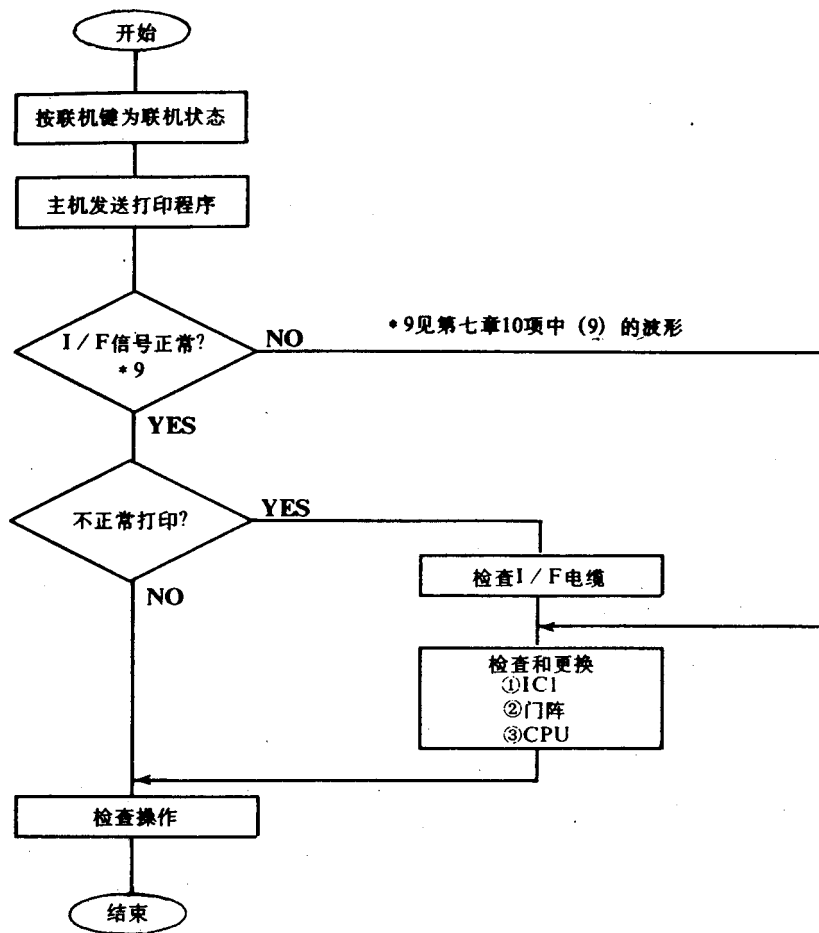 开始
按联机键为联机状态
主机发送打印程序
I/F信号正常?
*9
NO
*9见第七章10项中(9)的波形
YES
不正常打印?
YES
NO
检查I/F电缆
检查和更换
①IC1
②门阵
③CPU
检查操作
结束